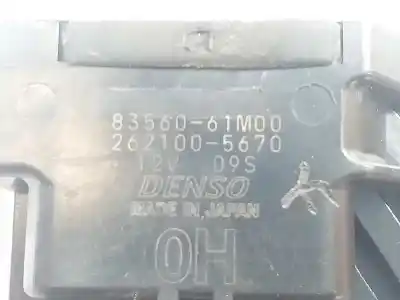 83560-61M00
262100-5670
12V 09S
DENSO
MADE IN JAPAN
0H